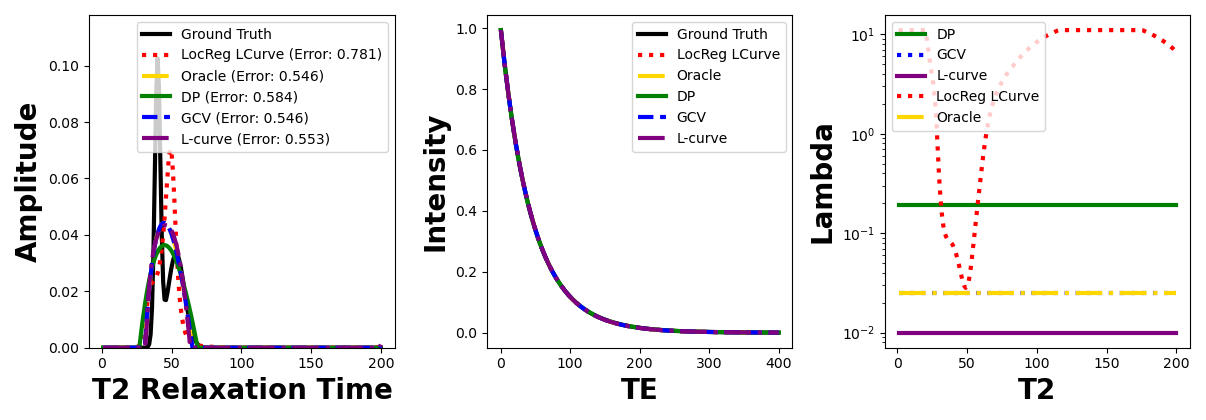 Ground Truth
LocReg LCurve (Error: 0.781)
Oracle (Error: 0.546)
DP (Error: 0.584)
GCV (Error: 0.546)
L-curve (Error: 0.553)
0.10
0.08
0.06
0.04
0.02
0.00
0 50 100 150 200
Amplitude
T2 Relaxation Time
Ground Truth
LocReg LCurve
Oracle
DP
GCV
L-curve
1.0
0.8
0.6
0.4
0.2
0.0
0 100 200 300 400
Intensity
TE
DP
GCV
L-curve
LocReg LCurve
Oracle
10¹
10⁰
10⁻¹
10⁻²
0 50 100 150 200
Lambda
T2